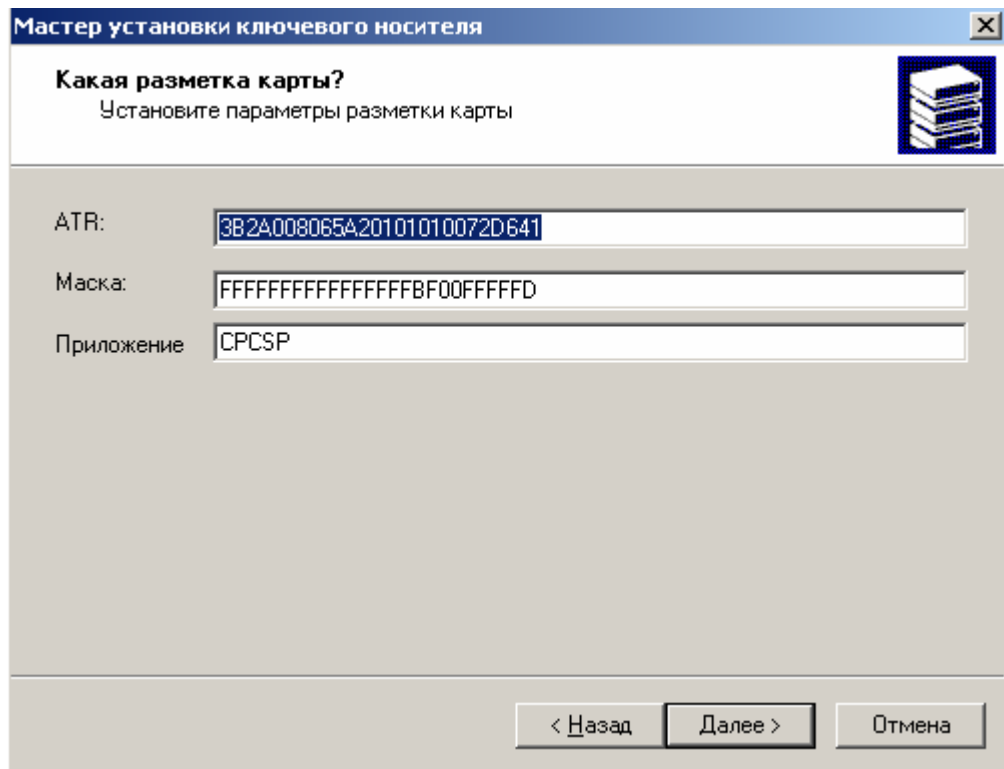 Мастер установки ключевого носителя
Какая разметка карты?
Установите параметры разметки карты
ATR: 3B2A008065A20101010072D641
Маска: FFFFFFFFFFFFFFFFBF00FFFFFD
Приложение CPCSP
< Назад Далее > Отмена